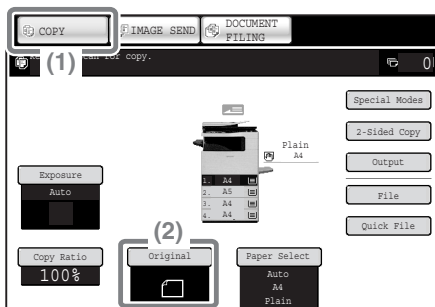 COPY
IMAGE SEND
DOCUMENT
FILING
(1)
scan for copy.
0
Special Modes
Plain
A4
2-Sided Copy
Output
Exposure
Auto
1. A4
2. A5
3. A4
4. A4
File
Quick File
(2)
Copy Ratio
100%
Original
Paper Select
Auto
A4
Plain